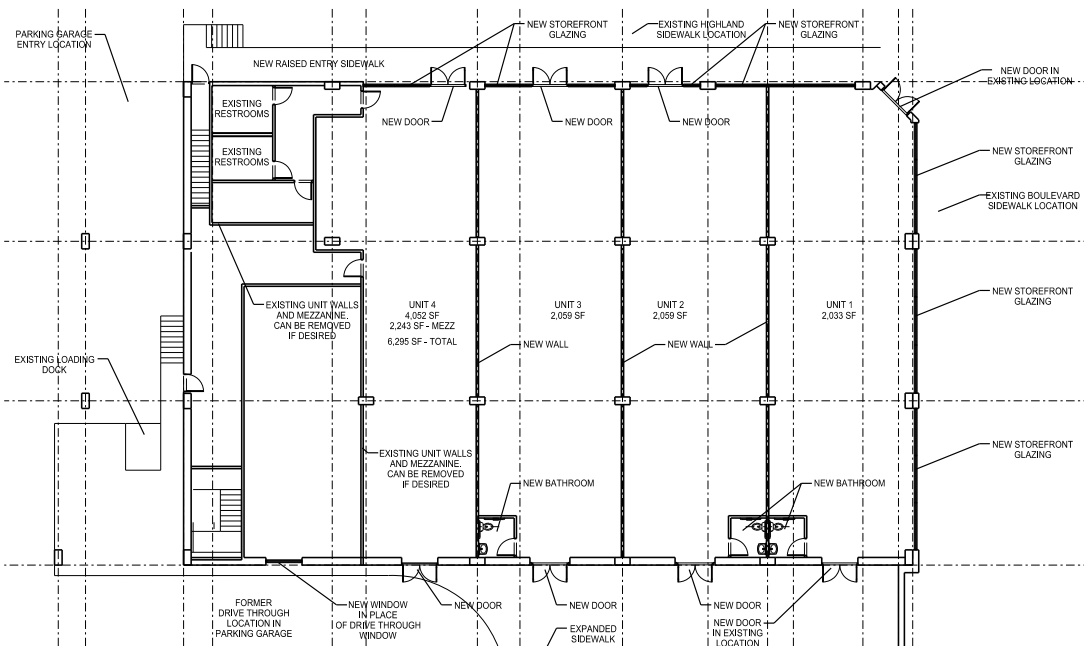 NEW STOREFRONT
GLAZING
EXISTING HIGHLAND
SIDEWALK LOCATION
NEW STOREFRONT
GLAZING
PARKING GARAGE
ENTRY LOCATION
NEW RAISED ENTRY SIDEWALK
NEW DOOR IN
EXISTING LOCATION
EXISTING
RESTROOMS
NEW DOOR
NEW DOOR
NEW DOOR
EXISTING
RESTROOMS
NEW STOREFRONT
GLAZING
EXISTING BOULEVARD
SIDEWALK LOCATION
EXISTING UNIT WALLS
AND MEZZANINE.
CAN BE REMOVED
IF DESIRED
UNIT 4
4,052 SF
2,243 SF - MEZZ
6,295 SF - TOTAL
UNIT 3
2,059 SF
UNIT 2
2,059 SF
UNIT 1
2,033 SF
NEW STOREFRONT
GLAZING
NEW WALL
NEW WALL
EXISTING LOADING
DOCK
EXISTING UNIT WALLS
AND MEZZANINE.
CAN BE REMOVED
IF DESIRED
NEW STOREFRONT
GLAZING
NEW BATHROOM
NEW BATHROOM
FORMER
DRIVE THROUGH
LOCATION IN
PARKING GARAGE
NEW WINDOW
IN PLACE
OF DRIVE THROUGH
WINDOW
NEW DOOR
NEW DOOR
NEW DOOR
EXPANDED
SIDEWALK
NEW DOOR
IN EXISTING
LOCATION